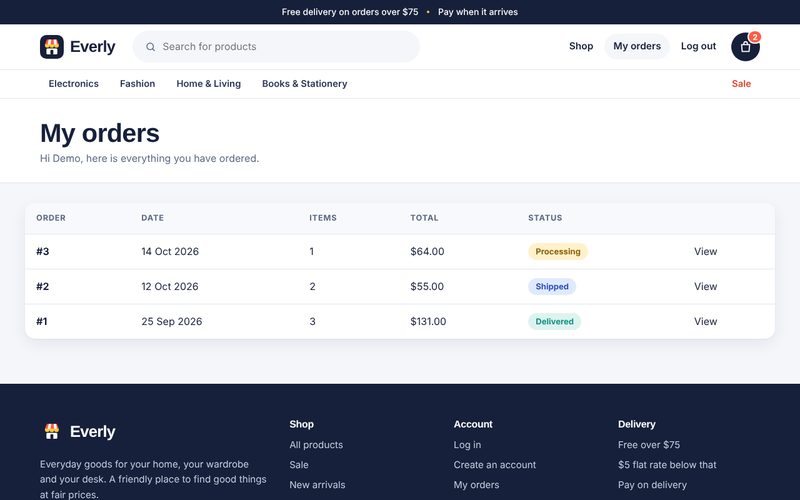 Free delivery on orders over $75 • Pay when it arrives
Everly
Search for products
Shop My orders Log out 2
Electronics Fashion Home & Living Books & Stationery Sale
My orders
Hi Demo, here is everything you have ordered.
ORDER DATE ITEMS TOTAL STATUS
#3 14 Oct 2026 1 $64.00 Processing View
#2 12 Oct 2026 2 $55.00 Shipped View
#1 25 Sep 2026 3 $131.00 Delivered View
Everly
Everyday goods for your home, your wardrobe
and your desk. A friendly place to find good things
at fair prices.
Shop
All products
Sale
New arrivals
Account
Log in
Create an account
My orders
Delivery
Free over $75
$5 flat rate below that
Pay on delivery